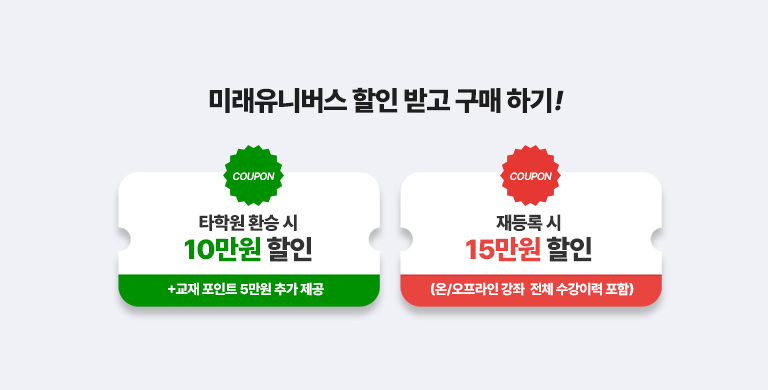 미래유니버스 할인 받고 구매 하기!
COUPON
타학원 환승 시
10만원 할인
+교재 포인트 5만원 추가 제공
COUPON
재등록 시
15만원 할인
(온/오프라인 강좌 전체 수강이력 포함)